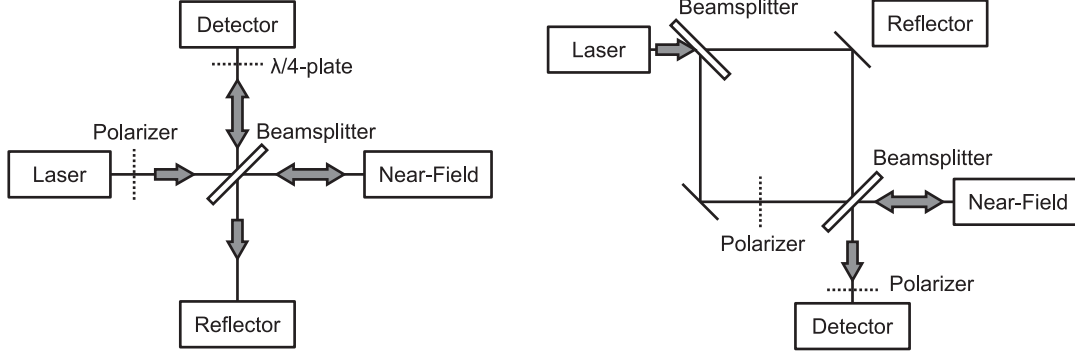 Detector
λ/4-plate
Polarizer
Beamsplitter
Laser
Near-Field
Reflector
Beamsplitter
Reflector
Laser
Beamsplitter
Near-Field
Polarizer
Polarizer
Detector